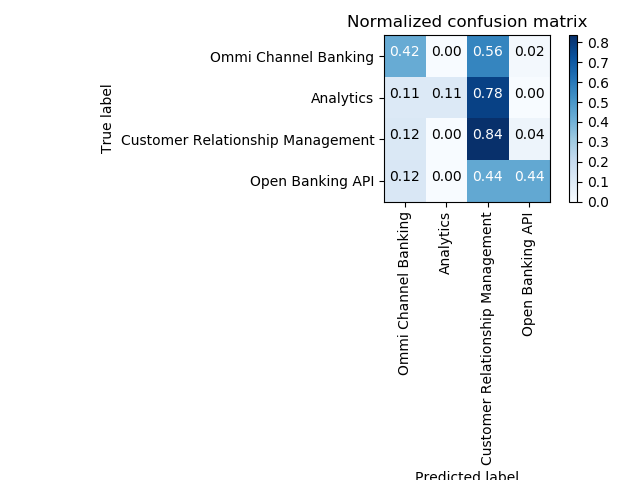 Normalized confusion matrix
True label
Ommi Channel Banking 0.42 0.00 0.56 0.02
Analytics 0.11 0.11 0.78 0.00
Customer Relationship Management 0.12 0.00 0.84 0.04
Open Banking API 0.12 0.00 0.44 0.44
0.8
0.7
0.6
0.5
0.4
0.3
0.2
0.1
0.0
Ommi Channel Banking
Analytics
Customer Relationship Management
Open Banking API
Predicted label